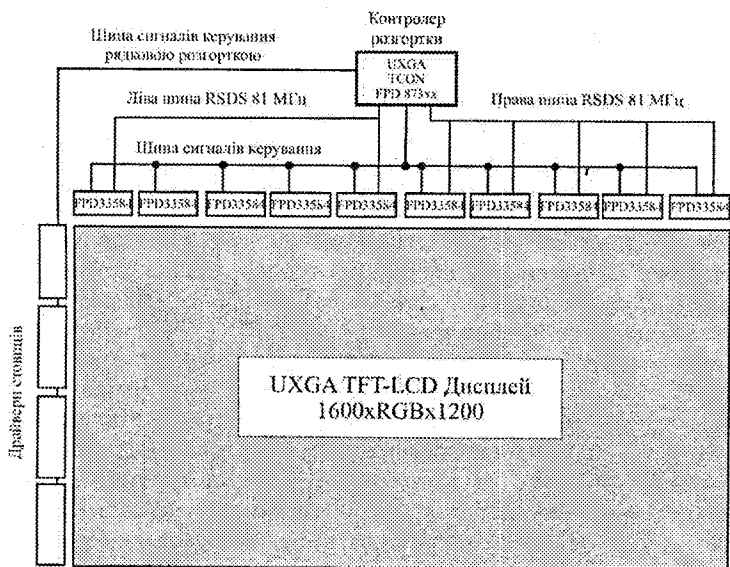 Шина сигналів керування
рядковою розгорткою
Контролер
розгортки
UXGA
TCON
FPD 873xx
Ліва шина RSDS 81 МГц
Права шина RSDS 81 МГц
Шина сигналів керування
FPD33584 FPD33584 FPD33584 FPD33584 FPD33584 FPD33584 FPD33584 FPD33584 FPD33584 FPD33584
Драйвери стовпців
UXGA TFT-LCD Дисплей
1600xRGBx1200